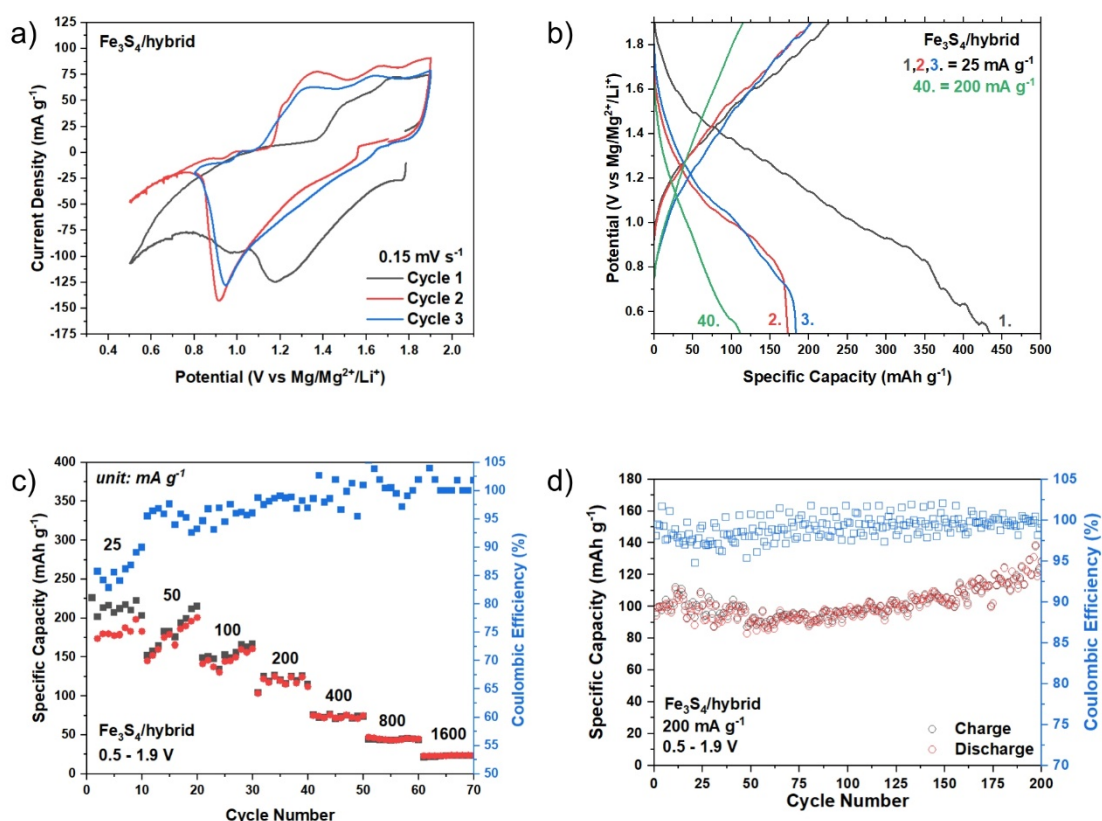 a)
Fe₃S₄/hybrid
125
100
75
50
25
0
-25
-50
-75
-100
-125
-150
-175
Current Density (mA g⁻¹)
0.15 mV s⁻¹
Cycle 1
Cycle 2
Cycle 3
0.4 0.6 0.8 1.0 1.2 1.4 1.6 1.8 2.0
Potential (V vs Mg/Mg²⁺/Li⁺)
b)
Fe₃S₄/hybrid
1,2,3. = 25 mA g⁻¹
40. = 200 mA g⁻¹
1.8
1.6
1.4
1.2
1.0
0.8
0.6
Potential (V vs Mg/Mg²⁺/Li⁺)
40. 2. 3. 1.
0 50 100 150 200 250 300 350 400 450 500
Specific Capacity (mAh g⁻¹)
c)
unit: mA g⁻¹
400
350
300
250
200
150
100
50
0
Specific Capacity (mAh g⁻¹)
25
50
100
200
400
800
1600
Fe₃S₄/hybrid
0.5 - 1.9 V
105
100
95
90
85
80
75
70
65
60
55
50
Coulombic Efficiency (%)
0 10 20 30 40 50 60 70
Cycle Number
d)
180
160
140
120
100
80
60
40
20
0
Specific Capacity (mAh g⁻¹)
Fe₃S₄/hybrid
200 mA g⁻¹
0.5 - 1.9 V
Charge
Discharge
105
100
95
90
85
80
75
70
Coulombic Efficiency (%)
0 25 50 75 100 125 150 175 200
Cycle Number